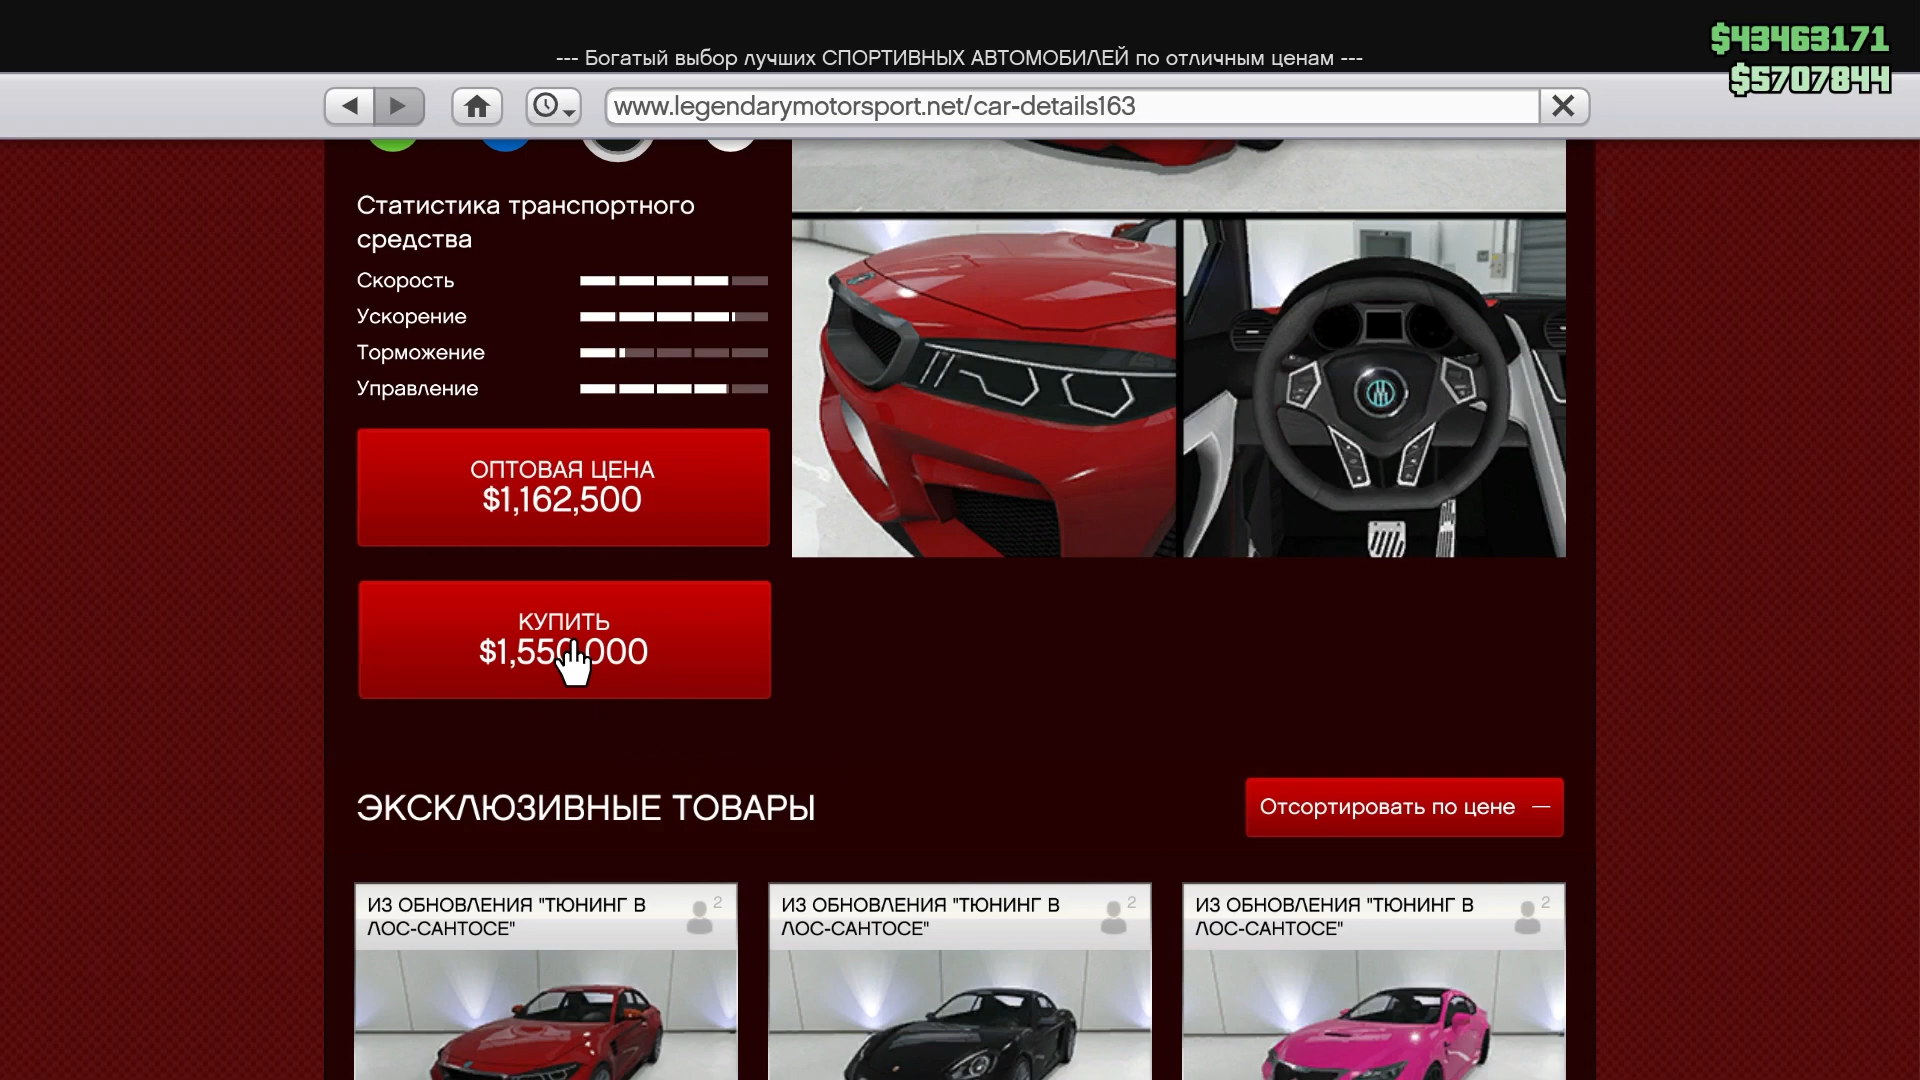 $43463171
--- Богатый выбор лучших СПОРТИВНЫХ АВТОМОБИЛЕЙ по отличным ценам ---
$5707844
www.legendarymotorsport.net/car-details163
Статистика транспортного
средства
Скорость
Ускорение
Торможение
Управление
ОПТОВАЯ ЦЕНА
$1,162,500
КУПИТЬ
$1,550,000
ЭКСКЛЮЗИВНЫЕ ТОВАРЫ
Отсортировать по цене
ИЗ ОБНОВЛЕНИЯ "ТЮНИНГ В
ЛОС-САНТОСЕ"
2
ИЗ ОБНОВЛЕНИЯ "ТЮНИНГ В
ЛОС-САНТОСЕ"
2
ИЗ ОБНОВЛЕНИЯ "ТЮНИНГ В
ЛОС-САНТОСЕ"
2